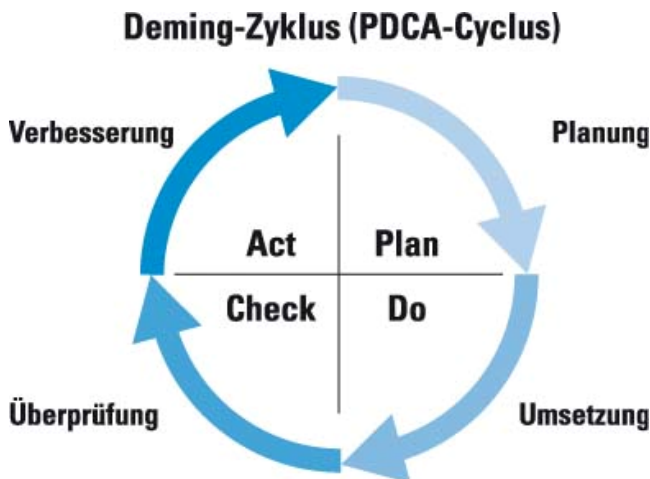 Deming-Zyklus (PDCA-Cyclus)
Verbesserung
Planung
Act
Plan
Check
Do
Überprüfung
Umsetzung